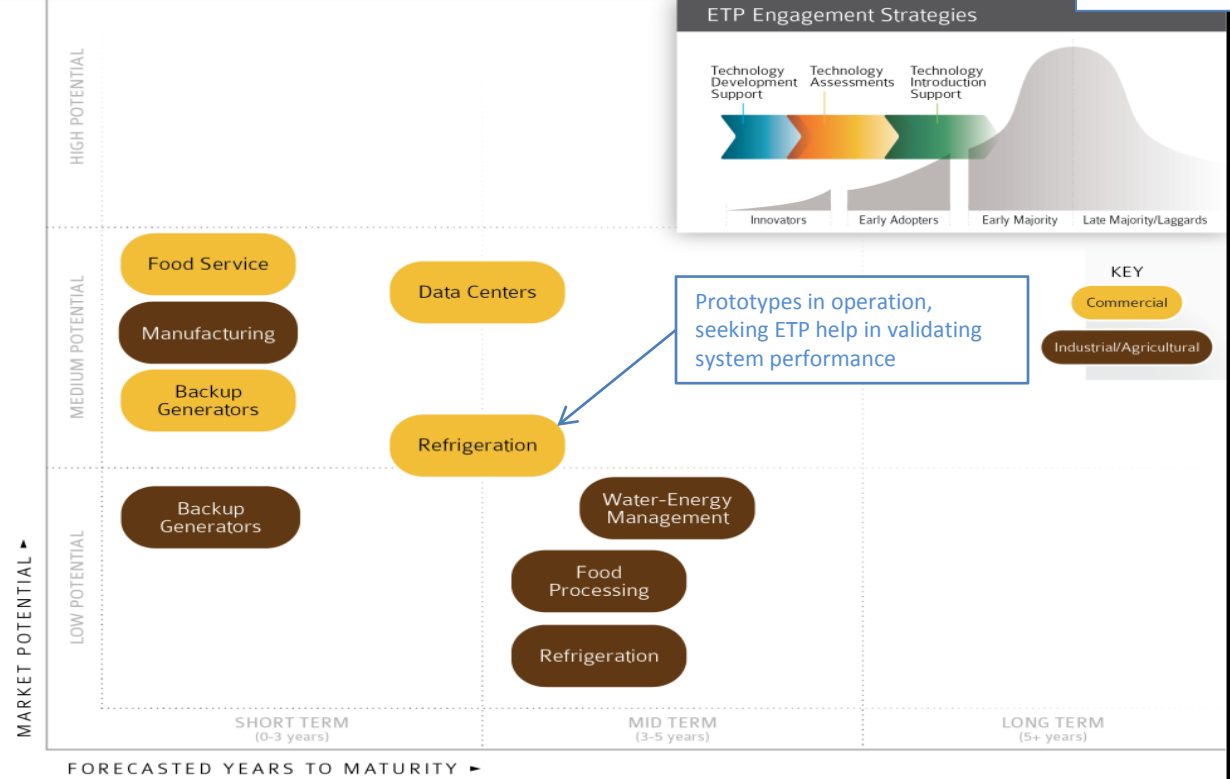 ETP Engagement Strategies
Technology
Development
Support
Technology
Assessments
Technology
Introduction
Support
Innovators
Early Adopters
Early Majority
Late Majority/Laggards
HIGH POTENTIAL
MEDIUM POTENTIAL
LOW POTENTIAL
MARKET POTENTIAL ►
Food Service
Manufacturing
Backup
Generators
Data Centers
Refrigeration
Prototypes in operation,
seeking ETP help in validating
system performance
KEY
Commercial
Industrial/Agricultural
Backup
Generators
Water-Energy
Management
Food
Processing
Refrigeration
SHORT TERM
(0-3 years)
MID TERM
(3-5 years)
LONG TERM
(5+ years)
FORECASTED YEARS TO MATURITY ►